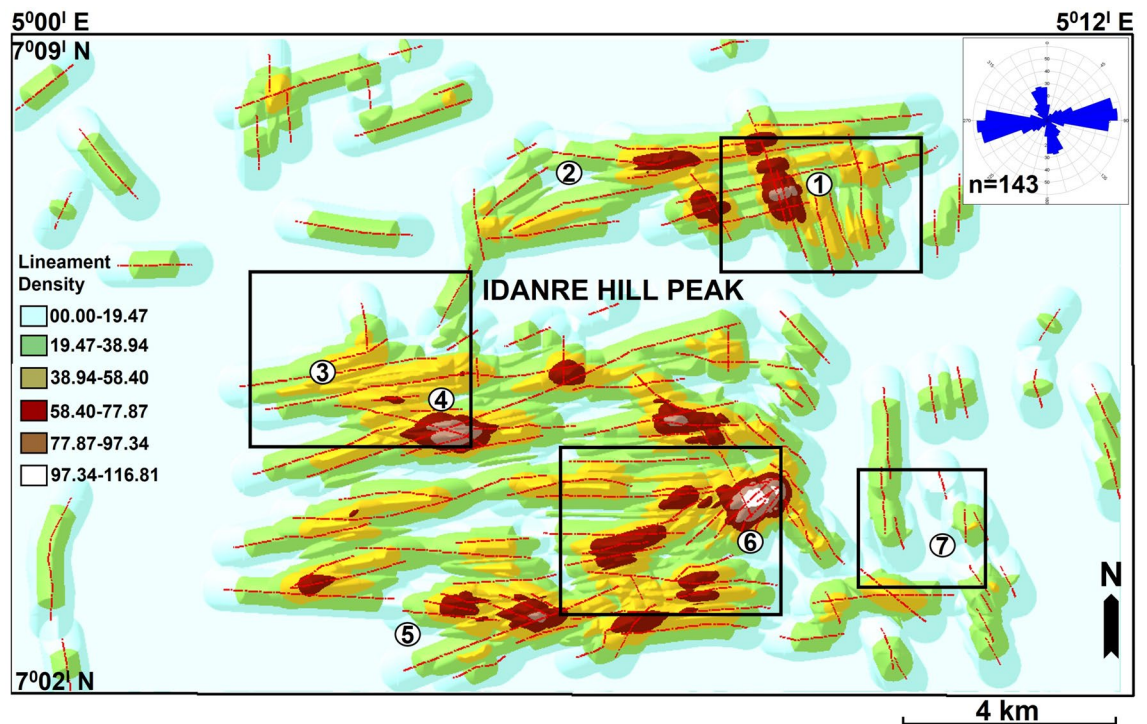 5⁰00ᴵ E
5⁰12ᴵ E
7⁰09ᴵ N
n=143
2
1
Lineament
Density
00.00-19.47
19.47-38.94
38.94-58.40
58.40-77.87
77.87-97.34
97.34-116.81
IDANRE HILL PEAK
3
4
6
7
5
N
7⁰02ᴵ N
4 km